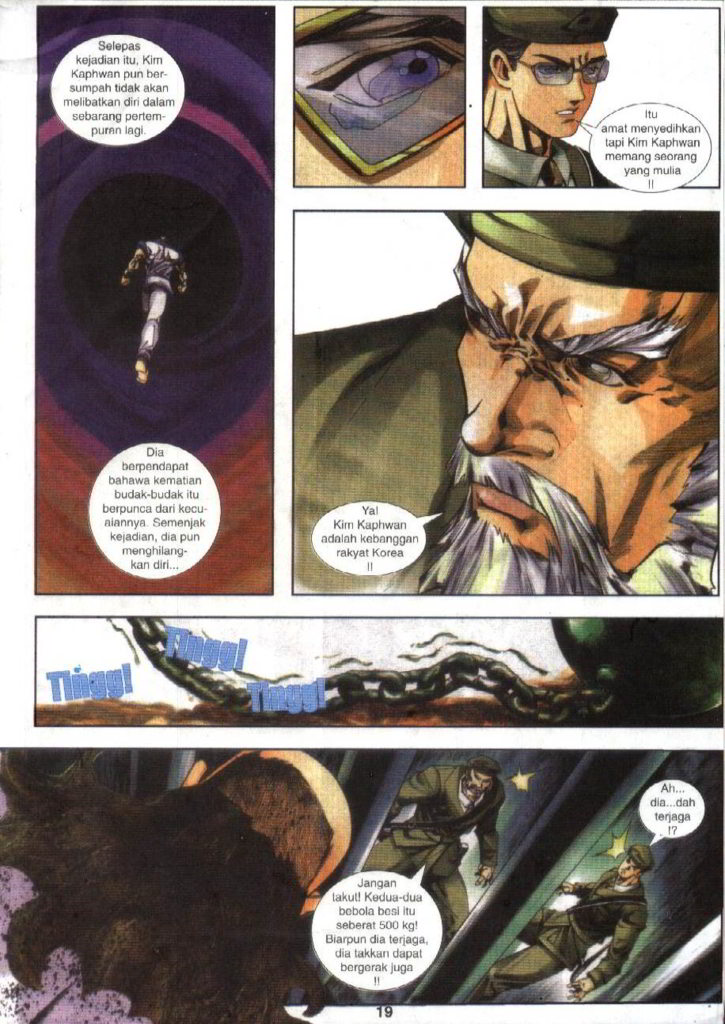 Selepas
kejadian itu, Kim
Kaphwan pun ber-
sumpah tidak akan
melibatkan diri dalam
sebarang pertem-
puran lagi.
Itu
amat menyedihkan
tapi Kim Kaphwan
memang seorang
yang mulia
!!
Dia
berpendapat
bahawa kematian
budak-budak itu
berpunca dari kecu-
aiannya. Semenjak
kejadian, dia pun
menghilang-
kan diri...
Ya!
Kim Kaphwan
adalah kebanggan
rakyat Korea
!!
Tingg!
Tingg!
Tingg!
Ah...
dia...dah
terjaga
!?
Jangan
takut! Kedua-dua
bebola besi itu
seberat 500 kg!
Biarpun dia terjaga,
dia takkan dapat
bergerak juga
!!
19